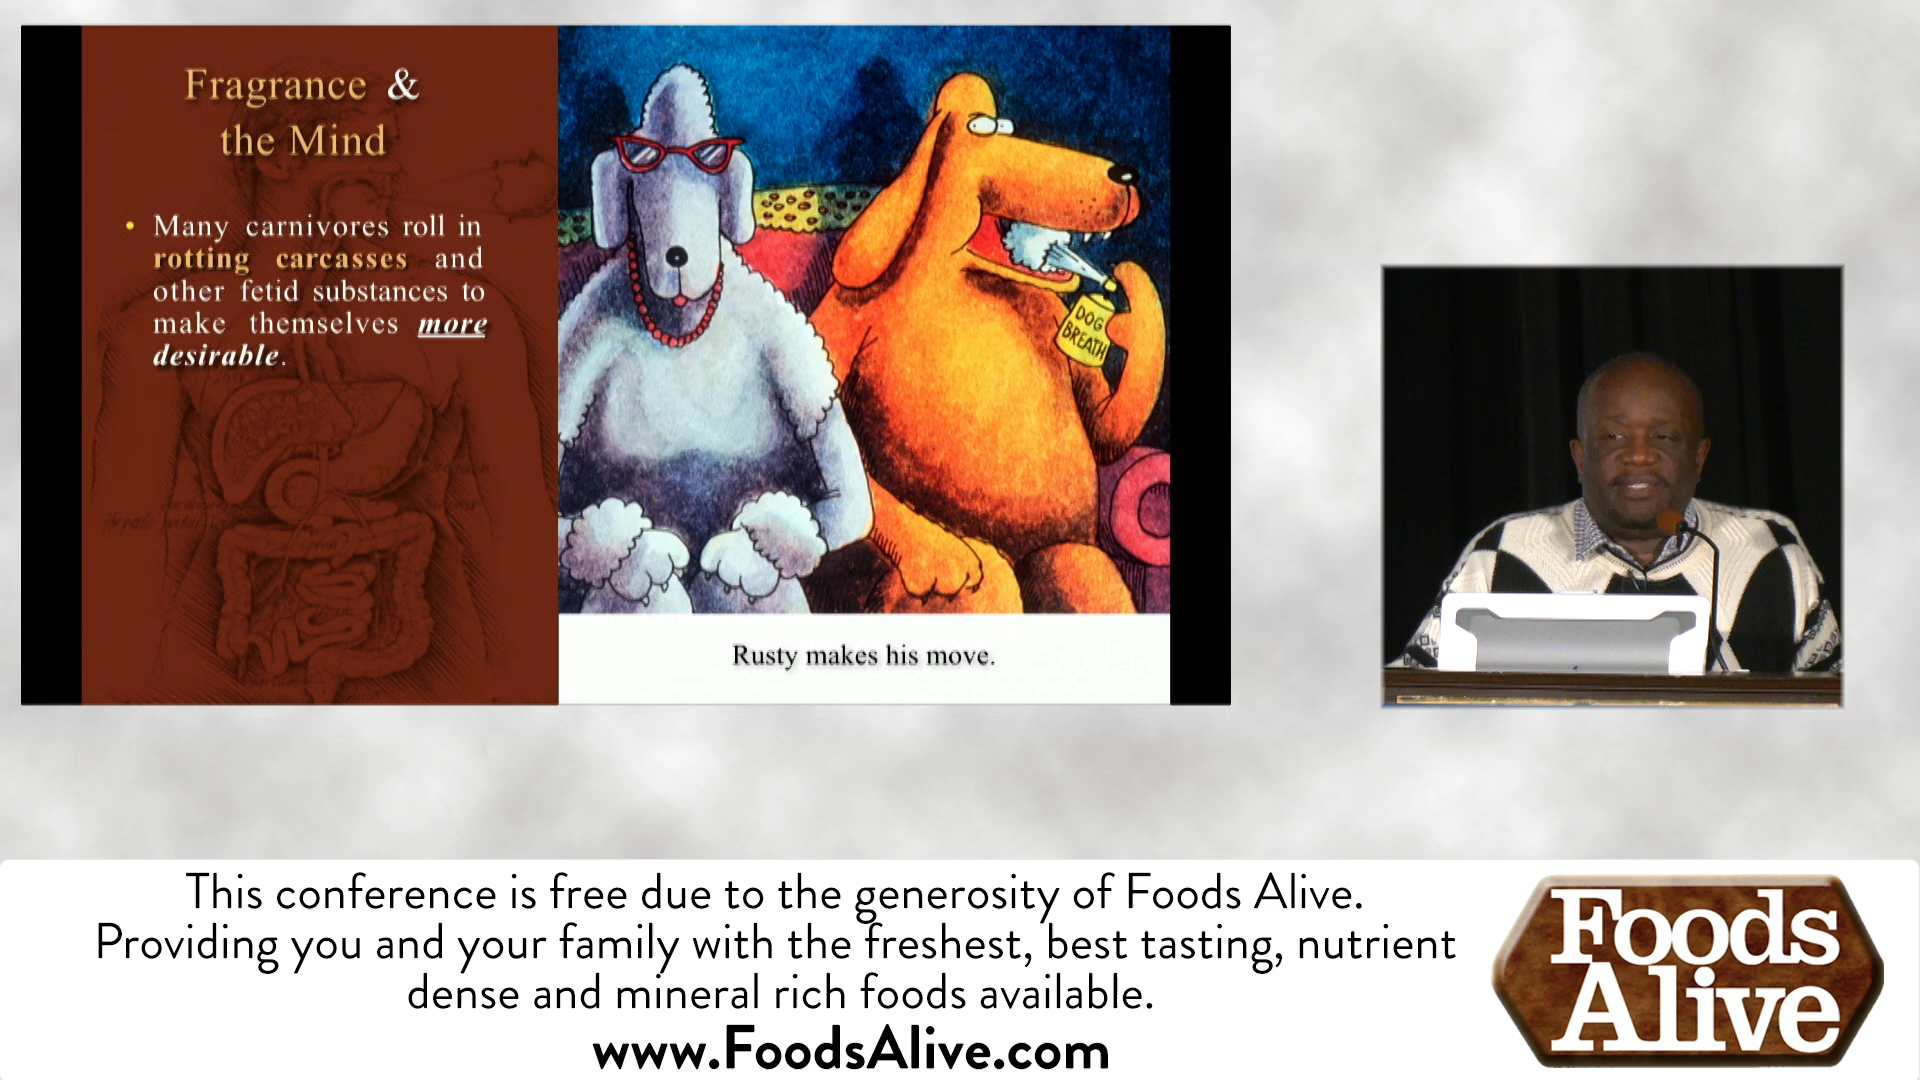 Fragrance &
the Mind
• Many carnivores roll in
rotting carcasses and
other fetid substances to
make themselves more
desirable.
DOG
BREATH
Rusty makes his move.
This conference is free due to the generosity of Foods Alive.
Providing you and your family with the freshest, best tasting, nutrient
dense and mineral rich foods available.
www.FoodsAlive.com
Foods
Alive